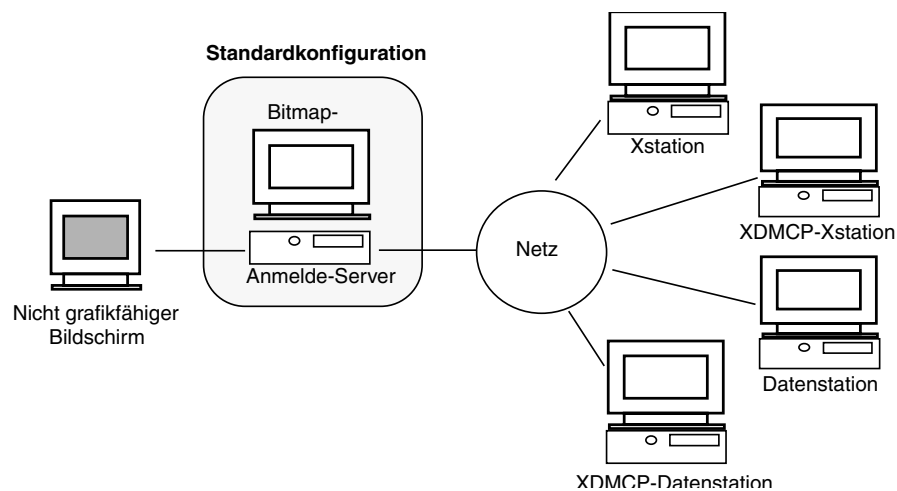 Standardkonfiguration
Bitmap-
Xstation
XDMCP-Xstation
Netz
Anmelde-Server
Nicht grafikfähiger
Bildschirm
Datenstation
XDMCP-Datenstation